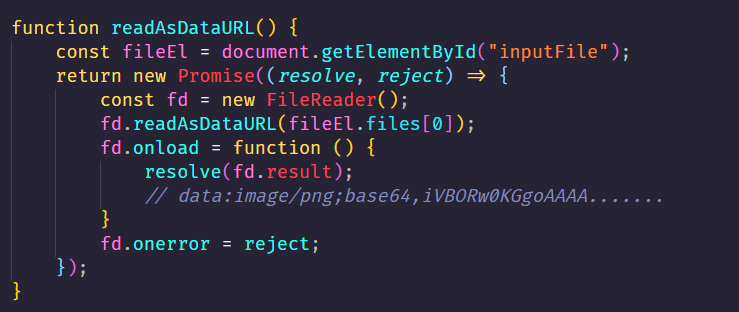 function readAsDataURL() {
    const fileEl = document.getElementById("inputFile");
    return new Promise((resolve, reject) => {
        const fd = new FileReader();
        fd.readAsDataURL(fileEl.files[0]);
        fd.onload = function () {
            resolve(fd.result);
            // data:image/png;base64,iVBORw0KGgoAAAA.......
        }
        fd.onerror = reject;
    });
}